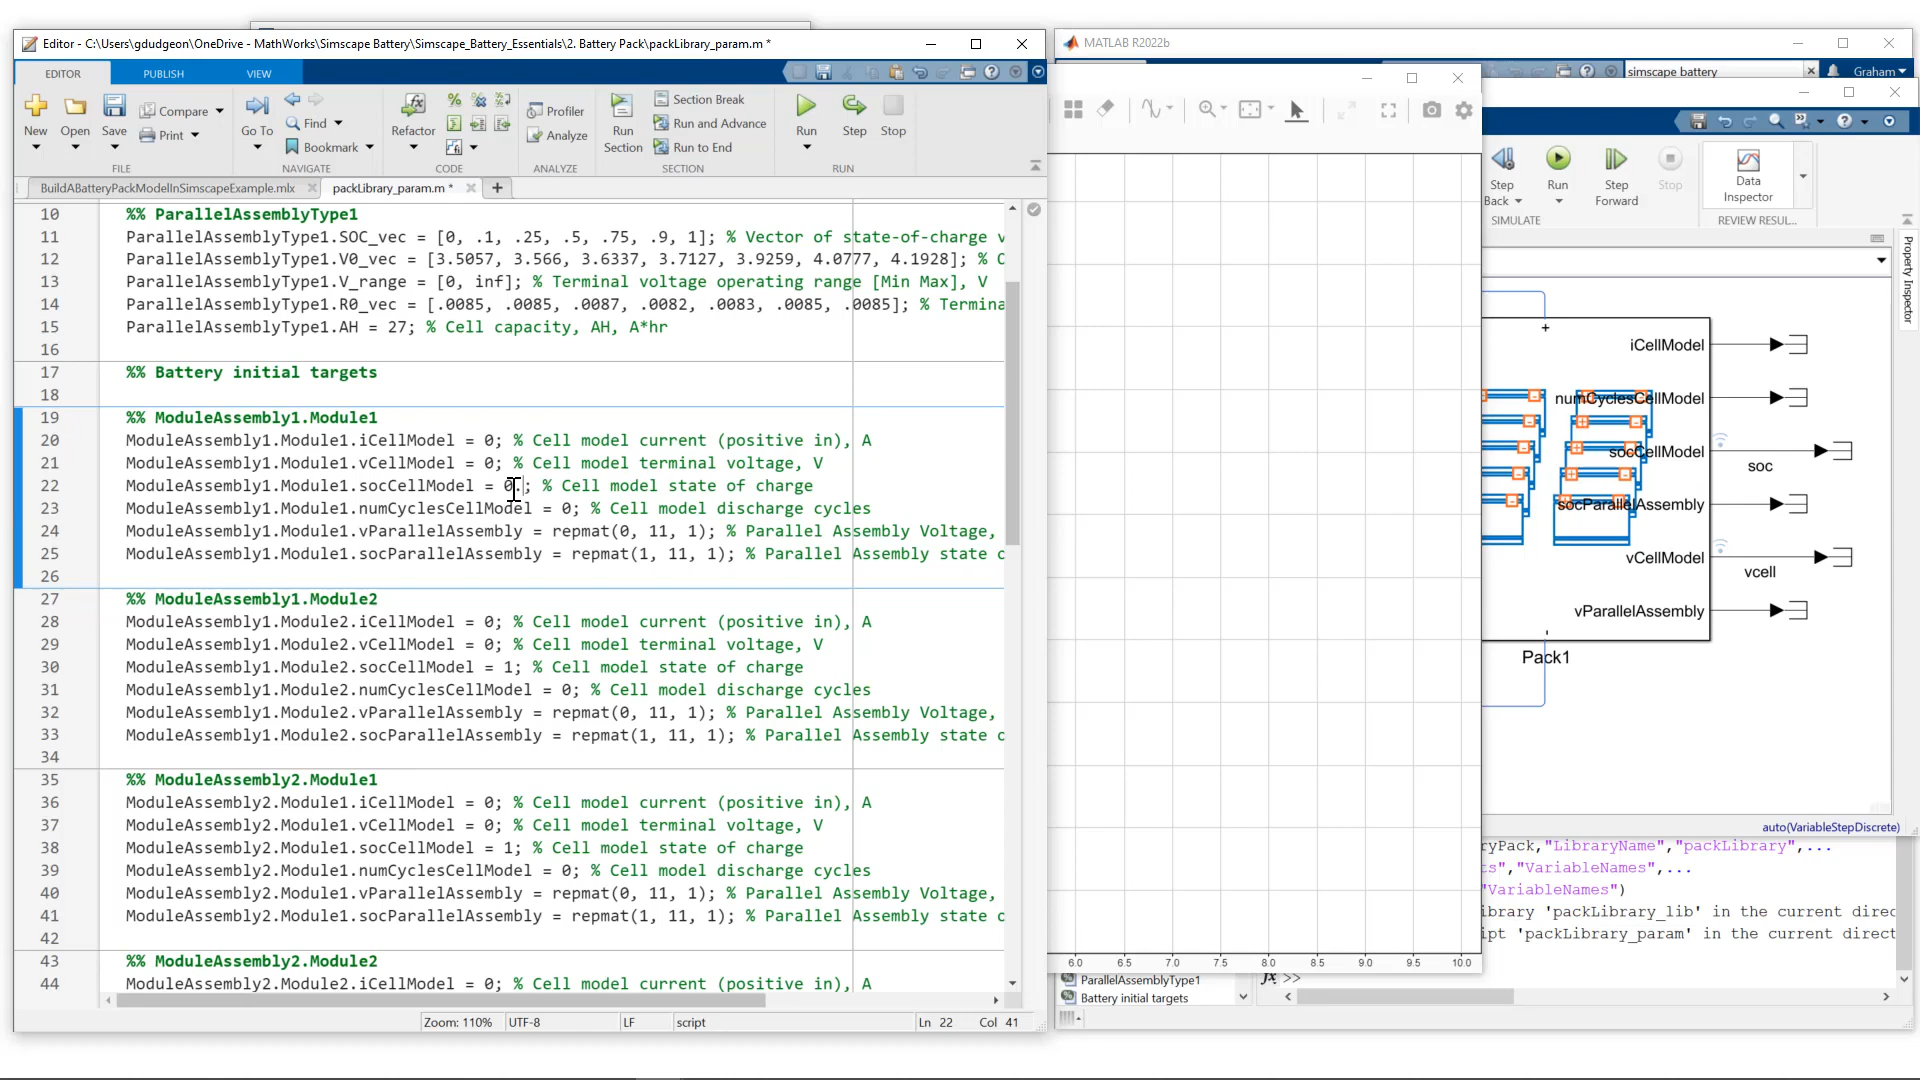 Editor - C:\Users\gdudgeon\OneDrive - MathWorks\Simscape Battery\Simscape_Battery_Essentials\2. Battery Pack\packLibrary_param.m *
EDITOR PUBLISH VIEW
New Open Save Compare Print
FILE
Go To Find Bookmark
NAVIGATE
Refactor
CODE
Profiler
Analyze
ANALYZE
Run Section
Section Break
Run and Advance
Run to End
SECTION
Run Step Stop
RUN
BuildABatteryPackModelInSimscapeExample.mlx packLibrary_param.m *
10 %% ParallelAssemblyType1
11 ParallelAssemblyType1.SOC_vec = [0, .1, .25, .5, .75, .9, 1]; % Vector of state-of-charge v
12 ParallelAssemblyType1.V0_vec = [3.5057, 3.566, 3.6337, 3.7127, 3.9259, 4.0777, 4.1928]; %
13 ParallelAssemblyType1.V_range = [0, inf]; % Terminal voltage operating range [Min Max], V
14 ParallelAssemblyType1.R0_vec = [.0085, .0085, .0087, .0082, .0083, .0085, .0085]; % Termina
15 ParallelAssemblyType1.AH = 27; % Cell capacity, AH, A*hr
16
17 %% Battery initial targets
18
19 %% ModuleAssembly1.Module1
20 ModuleAssembly1.Module1.iCellModel = 0; % Cell model current (positive in), A
21 ModuleAssembly1.Module1.vCellModel = 0; % Cell model terminal voltage, V
22 ModuleAssembly1.Module1.socCellModel = 0.; % Cell model state of charge
23 ModuleAssembly1.Module1.numCyclesCellModel = 0; % Cell model discharge cycles
24 ModuleAssembly1.Module1.vParallelAssembly = repmat(0, 11, 1); % Parallel Assembly Voltage,
25 ModuleAssembly1.Module1.socParallelAssembly = repmat(1, 11, 1); % Parallel Assembly state
26
27 %% ModuleAssembly1.Module2
28 ModuleAssembly1.Module2.iCellModel = 0; % Cell model current (positive in), A
29 ModuleAssembly1.Module2.vCellModel = 0; % Cell model terminal voltage, V
30 ModuleAssembly1.Module2.socCellModel = 1; % Cell model state of charge
31 ModuleAssembly1.Module2.numCyclesCellModel = 0; % Cell model discharge cycles
32 ModuleAssembly1.Module2.vParallelAssembly = repmat(0, 11, 1); % Parallel Assembly Voltage,
33 ModuleAssembly1.Module2.socParallelAssembly = repmat(1, 11, 1); % Parallel Assembly state
34
35 %% ModuleAssembly2.Module1
36 ModuleAssembly2.Module1.iCellModel = 0; % Cell model current (positive in), A
37 ModuleAssembly2.Module1.vCellModel = 0; % Cell model terminal voltage, V
38 ModuleAssembly2.Module1.socCellModel = 1; % Cell model state of charge
39 ModuleAssembly2.Module1.numCyclesCellModel = 0; % Cell model discharge cycles
40 ModuleAssembly2.Module1.vParallelAssembly = repmat(0, 11, 1); % Parallel Assembly Voltage,
41 ModuleAssembly2.Module1.socParallelAssembly = repmat(1, 11, 1); % Parallel Assembly state
42
43 %% ModuleAssembly2.Module2
44 ModuleAssembly2.Module2.iCellModel = 0; % Cell model current (positive in), A
Zoom: 110% UTF-8 LF script Ln 22 Col 41
MATLAB R2022b
simscape battery Graham
Step Back Run Step Forward Stop
SIMULATE
Data Inspector
REVIEW RESUL...
Property Inspector
+
iCellModel
numCyclesCellModel
socCellModel
soc
socParallelAssembly
vCellModel
vcell
vParallelAssembly
-
Pack1
auto(VariableStepDiscrete)
ryPack,"LibraryName","packLibrary",...
ts","VariableNames",...
"VariableNames")
ibrary 'packLibrary_lib' in the current direc
ipt 'packLibrary_param' in the current direct
6.0 6.5 7.0 7.5 8.0 8.5 9.0 9.5 10.0
ParallelAssemblyType1
fx >>
Battery initial targets